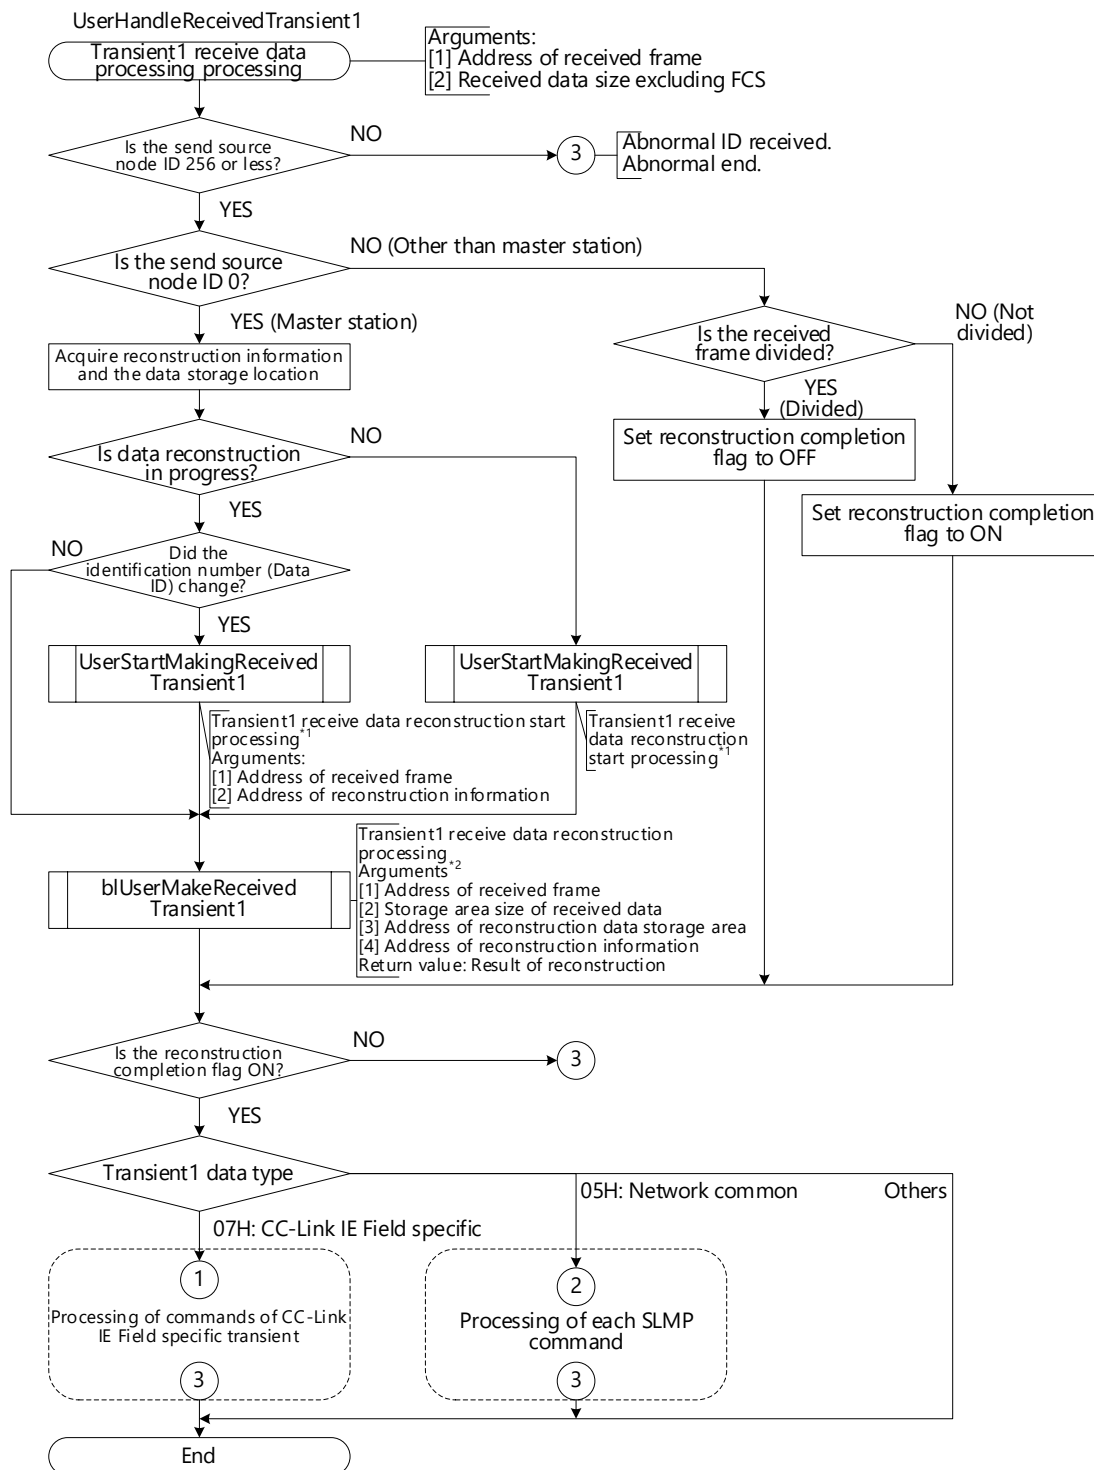 UserHandleReceivedTransient1
Transient1 receive data
processing processing
Arguments:
[1] Address of received frame
[2] Received data size excluding FCS
Is the send source
node ID 256 or less?
NO
3
Abnormal ID received.
Abnormal end.
YES
Is the send source
node ID 0?
NO (Other than master station)
YES (Master station)
Is the received
frame divided?
NO (Not
divided)
Acquire reconstruction information
and the data storage location
YES
(Divided)
Set reconstruction completion
flag to OFF
Is data reconstruction
in progress?
NO
YES
Set reconstruction completion
flag to ON
NO
Did the
identification number (Data
ID) change?
YES
UserStartMakingReceived
Transient1
UserStartMakingReceived
Transient1
Transient1 receive data reconstruction start
processing*1
Arguments:
[1] Address of received frame
[2] Address of reconstruction information
Transient1 receive
data reconstruction
start processing*1
blUserMakeReceived
Transient1
Transient1 receive data reconstruction
processing
Arguments*2
[1] Address of received frame
[2] Storage area size of received data
[3] Address of reconstruction data storage area
[4] Address of reconstruction information
Return value: Result of reconstruction
Is the reconstruction
completion flag ON?
NO
3
YES
Transient1 data type
07H: CC-Link IE Field specific
05H: Network common
Others
1
Processing of commands of CC-Link
IE Field specific transient
3
2
Processing of each SLMP
command
3
End